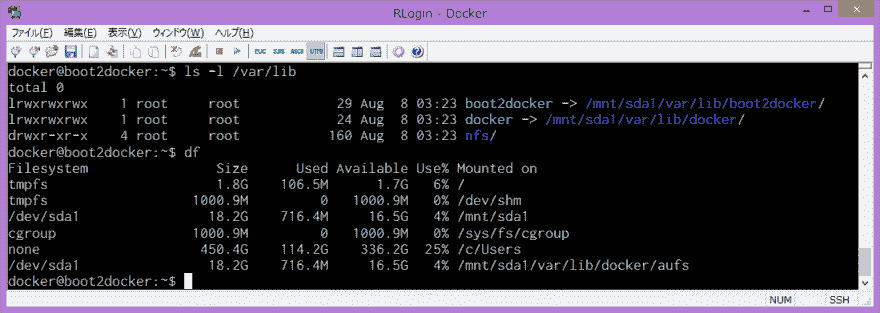 RLogin - Docker
ファイル(F) 編集(E) 表示(V) ウィンドウ(W) ヘルプ(H)
EUC SJIS ASCII UTF8
docker@boot2docker:~$ ls -l /var/lib
total 0
lrwxrwxrwx    1 root     root            29 Aug  8 03:23 boot2docker -> /mnt/sda1/var/lib/boot2docker/
lrwxrwxrwx    1 root     root            24 Aug  8 03:23 docker -> /mnt/sda1/var/lib/docker/
drwxr-xr-x    4 root     root           160 Aug  8 03:23 nfs/
docker@boot2docker:~$ df
Filesystem                Size      Used Available Use% Mounted on
tmpfs                     1.8G    106.5M      1.7G   6% /
tmpfs                  1000.9M         0   1000.9M   0% /dev/shm
/dev/sda1                18.2G    716.4M     16.5G   4% /mnt/sda1
cgroup                 1000.9M         0   1000.9M   0% /sys/fs/cgroup
none                    450.4G    114.2G    336.2G  25% /c/Users
/dev/sda1                18.2G    716.4M     16.5G   4% /mnt/sda1/var/lib/docker/aufs
docker@boot2docker:~$
NUM SSH